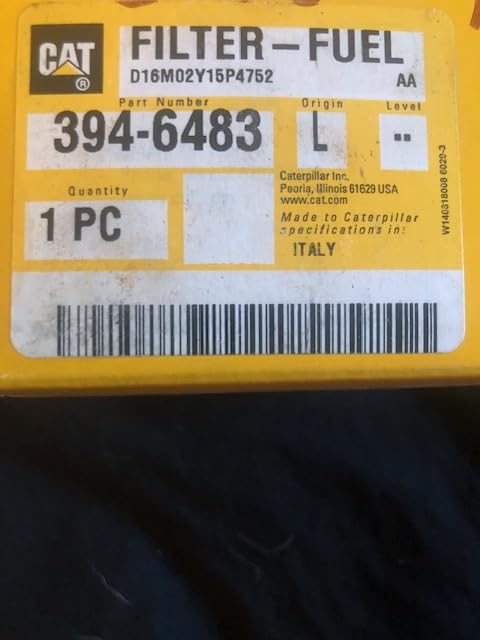 CAT
®
FILTER-FUEL
D16M02Y15P4752
AA
Part Number
Origin
Level
394-6483
L
--
Quantity
1 PC
Caterpillar Inc.
Peoria, Illinois 61629 USA
www.cat.com
Made to Caterpillar
specifications in:
ITALY
W140818008 6029-3